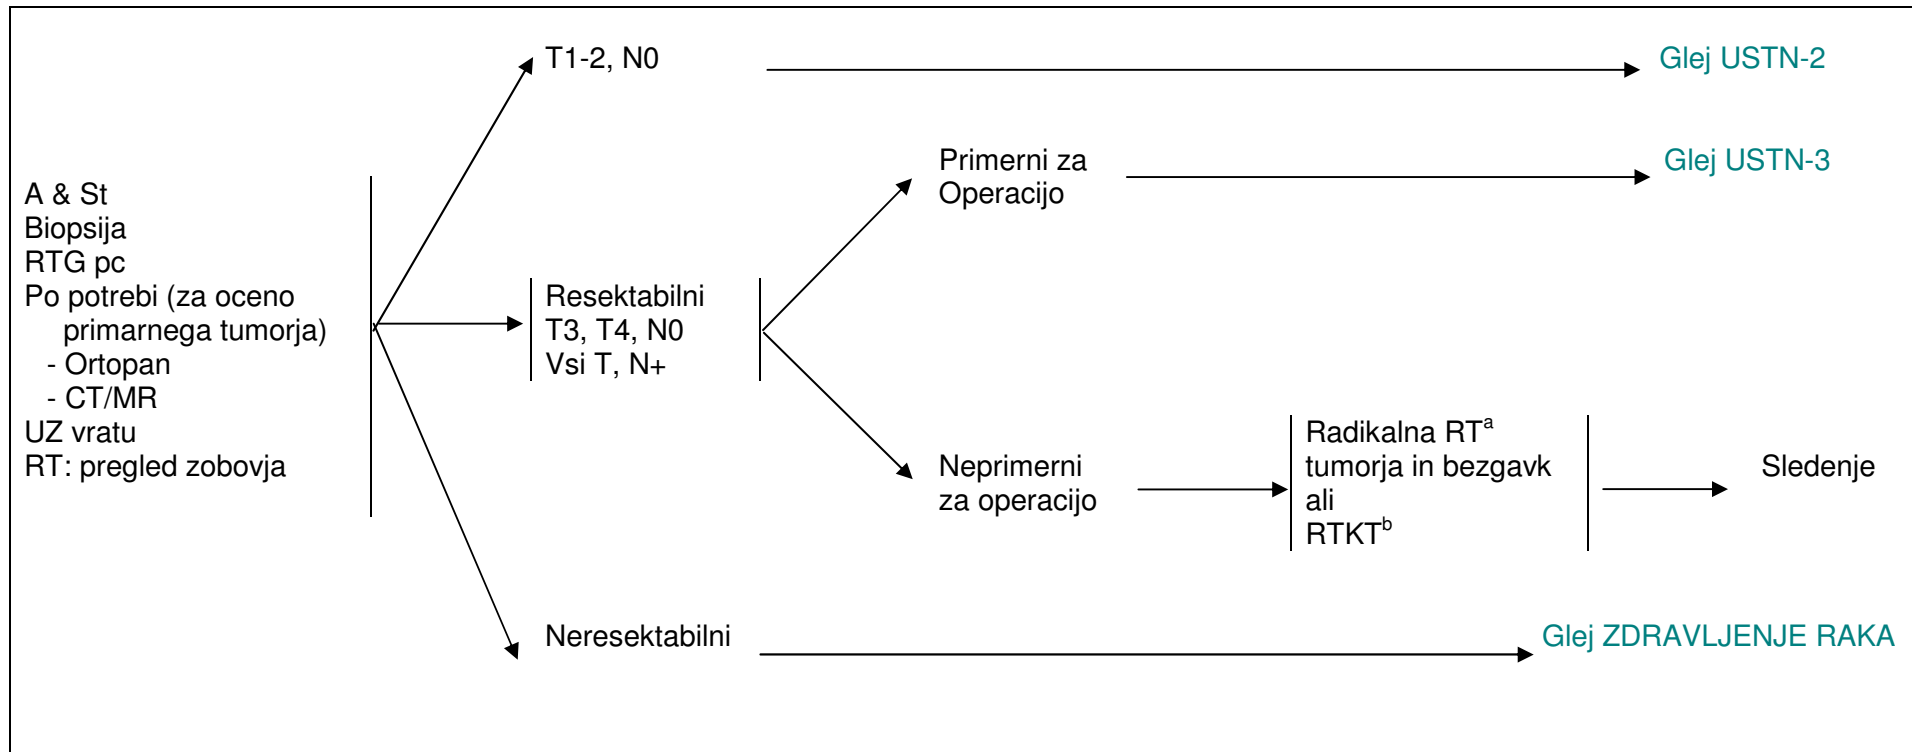 A & St
Biopsija
RTG pc
Po potrebi (za oceno
primarnega tumorja)
- Ortopan
- CT/MR
UZ vratu
RT: pregled zobovja
T1-2, N0
Glej USTN-2
Resektabilni
T3, T4, N0
Vsi T, N+
Primerni za
Operacijo
Glej USTN-3
Neprimerni
za operacijo
Radikalna RTᵃ
tumorja in bezgavk
ali
RTKTᵇ
Sledenje
Neresektabilni
Glej ZDRAVLJENJE RAKA